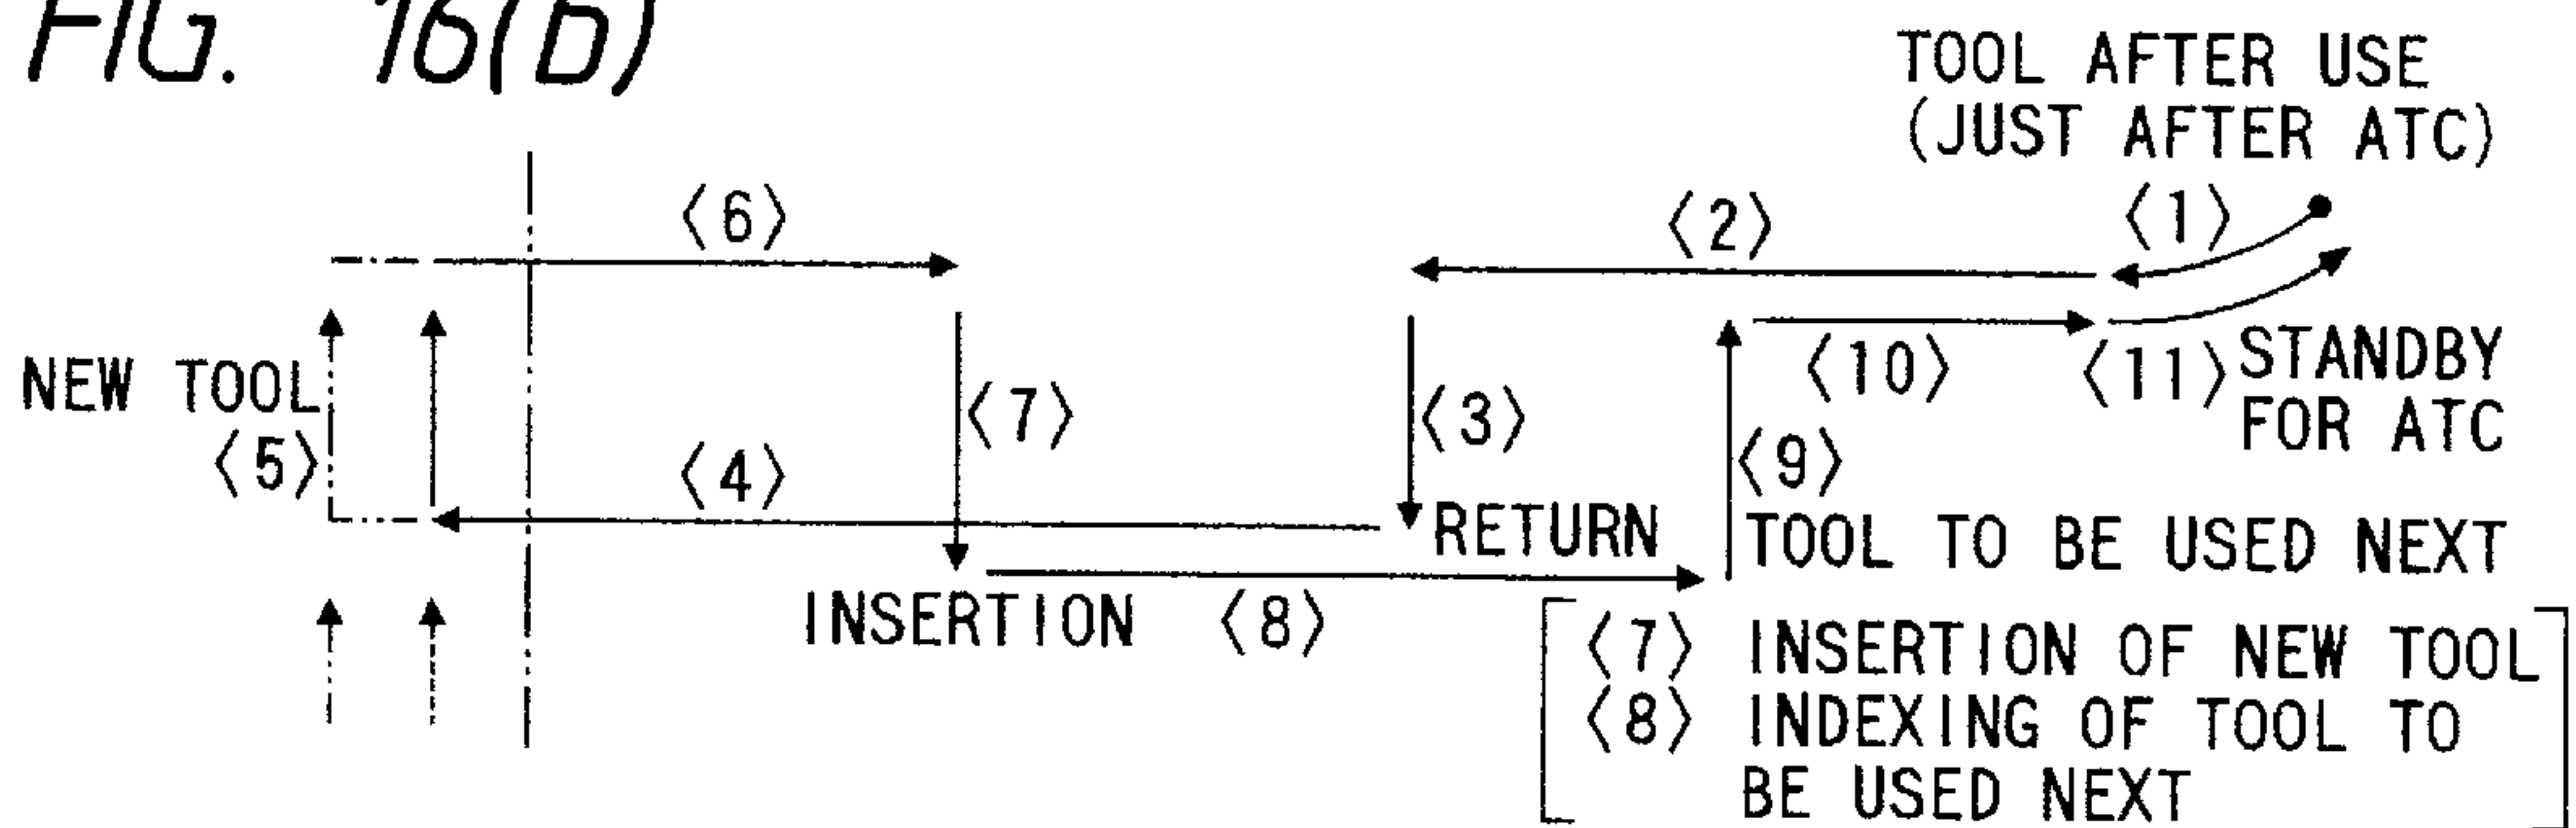 FIG. 16(b)
TOOL AFTER USE
(JUST AFTER ATC)
〈6〉
〈2〉
〈1〉
NEW TOOL
〈5〉
〈4〉
〈7〉
〈3〉
〈9〉
〈10〉
〈11〉 STANDBY
FOR ATC
RETURN
TOOL TO BE USED NEXT
INSERTION 〈8〉
〈7〉 INSERTION OF NEW TOOL
〈8〉 INDEXING OF TOOL TO
BE USED NEXT